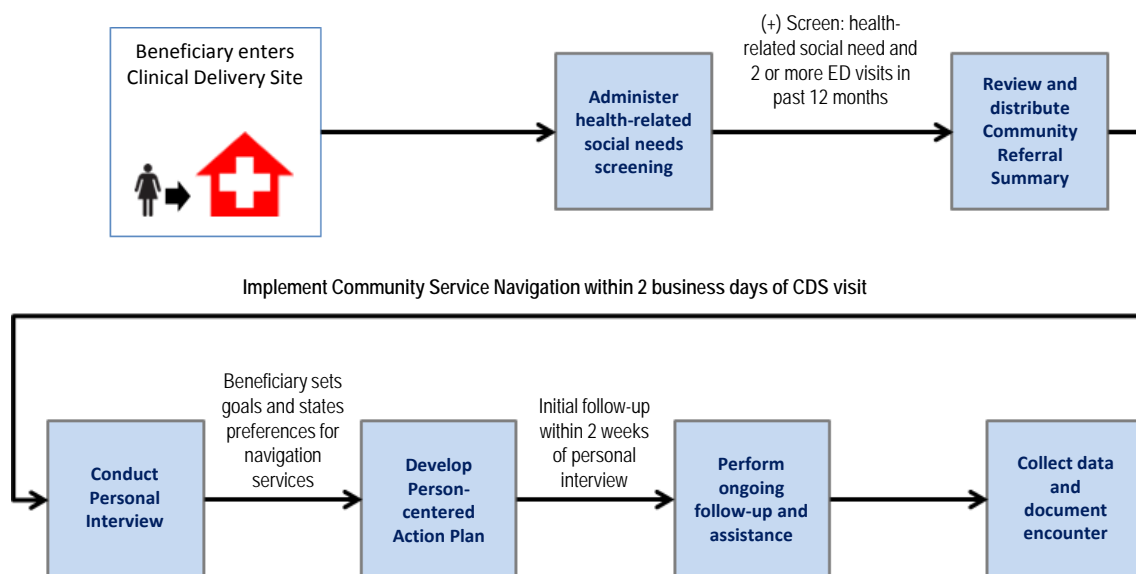 Beneficiary enters
Clinical Delivery Site
Administer
health-related
social needs
screening
(+) Screen: health-
related social need and
2 or more ED visits in
past 12 months
Review and
distribute
Community
Referral
Summary
Implement Community Service Navigation within 2 business days of CDS visit
Conduct
Personal
Interview
Beneficiary sets
goals and states
preferences for
navigation
services
Develop
Person-
centered
Action Plan
Initial follow-up
within 2 weeks
of personal
interview
Perform
ongoing
follow-up and
assistance
Collect data
and
document
encounter